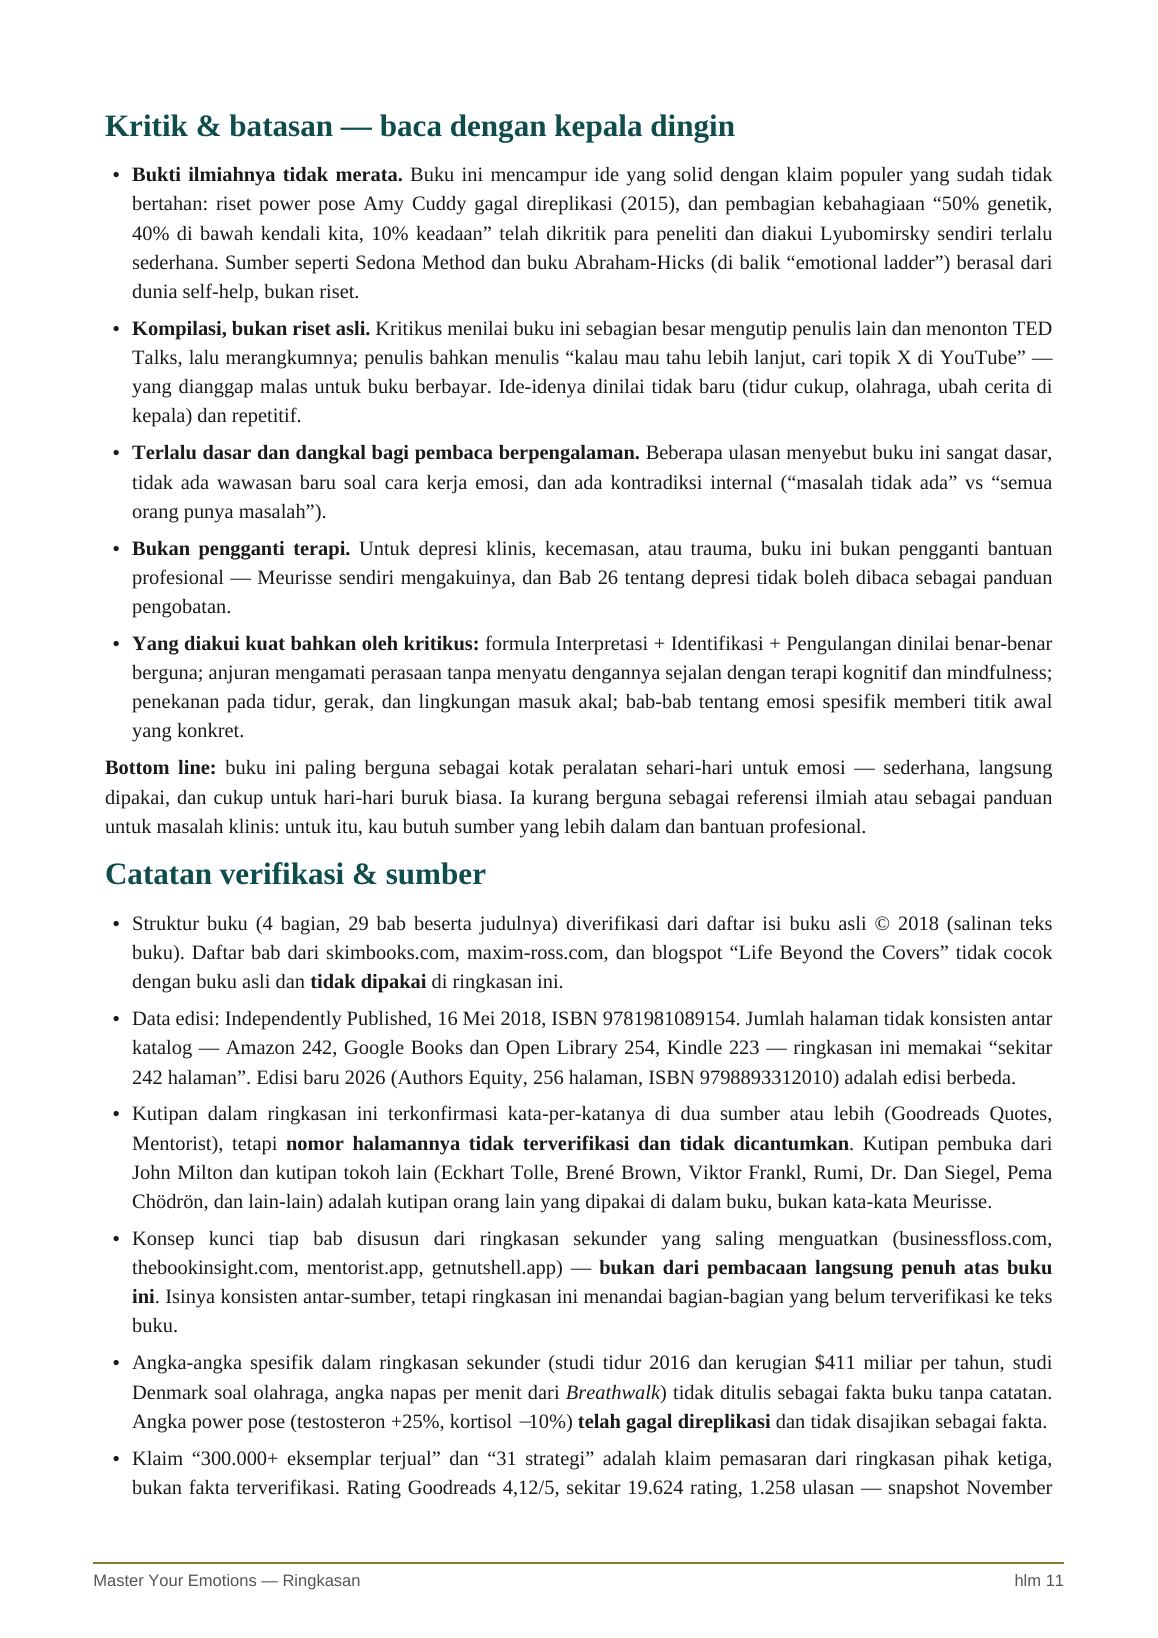 Kritik & batasan — baca dengan kepala dingin
• Bukti ilmiahnya tidak merata. Buku ini mencampur ide yang solid dengan klaim populer yang sudah tidak
bertahan: riset power pose Amy Cuddy gagal direplikasi (2015), dan pembagian kebahagiaan “50% genetik,
40% di bawah kendali kita, 10% keadaan” telah dikritik para peneliti dan diakui Lyubomirsky sendiri terlalu
sederhana. Sumber seperti Sedona Method dan buku Abraham-Hicks (di balik “emotional ladder”) berasal dari
dunia self-help, bukan riset.
• Kompilasi, bukan riset asli. Kritikus menilai buku ini sebagian besar mengutip penulis lain dan menonton TED
Talks, lalu merangkumnya; penulis bahkan menulis “kalau mau tahu lebih lanjut, cari topik X di YouTube” —
yang dianggap malas untuk buku berbayar. Ide-idenya dinilai tidak baru (tidur cukup, olahraga, ubah cerita di
kepala) dan repetitif.
• Terlalu dasar dan dangkal bagi pembaca berpengalaman. Beberapa ulasan menyebut buku ini sangat dasar,
tidak ada wawasan baru soal cara kerja emosi, dan ada kontradiksi internal (“masalah tidak ada” vs “semua
orang punya masalah”).
• Bukan pengganti terapi. Untuk depresi klinis, kecemasan, atau trauma, buku ini bukan pengganti bantuan
profesional — Meurisse sendiri mengakuinya, dan Bab 26 tentang depresi tidak boleh dibaca sebagai panduan
pengobatan.
• Yang diakui kuat bahkan oleh kritikus: formula Interpretasi + Identifikasi + Pengulangan dinilai benar-benar
berguna; anjuran mengamati perasaan tanpa menyatu dengannya sejalan dengan terapi kognitif dan mindfulness;
penekanan pada tidur, gerak, dan lingkungan masuk akal; bab-bab tentang emosi spesifik memberi titik awal
yang konkret.
Bottom line: buku ini paling berguna sebagai kotak peralatan sehari-hari untuk emosi — sederhana, langsung
dipakai, dan cukup untuk hari-hari buruk biasa. Ia kurang berguna sebagai referensi ilmiah atau sebagai panduan
untuk masalah klinis: untuk itu, kau butuh sumber yang lebih dalam dan bantuan profesional.
Catatan verifikasi & sumber
• Struktur buku (4 bagian, 29 bab beserta judulnya) diverifikasi dari daftar isi buku asli © 2018 (salinan teks
buku). Daftar bab dari skimbooks.com, maxim-ross.com, dan blogspot “Life Beyond the Covers” tidak cocok
dengan buku asli dan tidak dipakai di ringkasan ini.
• Data edisi: Independently Published, 16 Mei 2018, ISBN 9781981089154. Jumlah halaman tidak konsisten antar
katalog — Amazon 242, Google Books dan Open Library 254, Kindle 223 — ringkasan ini memakai “sekitar
242 halaman”. Edisi baru 2026 (Authors Equity, 256 halaman, ISBN 9798893312010) adalah edisi berbeda.
• Kutipan dalam ringkasan ini terkonfirmasi kata-per-katanya di dua sumber atau lebih (Goodreads Quotes,
Mentorist), tetapi nomor halamannya tidak terverifikasi dan tidak dicantumkan. Kutipan pembuka dari
John Milton dan kutipan tokoh lain (Eckhart Tolle, Brené Brown, Viktor Frankl, Rumi, Dr. Dan Siegel, Pema
Chödrön, dan lain-lain) adalah kutipan orang lain yang dipakai di dalam buku, bukan kata-kata Meurisse.
• Konsep kunci tiap bab disusun dari ringkasan sekunder yang saling menguatkan (businessfloss.com,
thebookinsight.com, mentorist.app, getnutshell.app) — bukan dari pembacaan langsung penuh atas buku
ini. Isinya konsisten antar-sumber, tetapi ringkasan ini menandai bagian-bagian yang belum terverifikasi ke teks
buku.
• Angka-angka spesifik dalam ringkasan sekunder (studi tidur 2016 dan kerugian $411 miliar per tahun, studi
Denmark soal olahraga, angka napas per menit dari Breathwalk) tidak ditulis sebagai fakta buku tanpa catatan.
Angka power pose (testosteron +25%, kortisol −10%) telah gagal direplikasi dan tidak disajikan sebagai fakta.
• Klaim “300.000+ eksemplar terjual” dan “31 strategi” adalah klaim pemasaran dari ringkasan pihak ketiga,
bukan fakta terverifikasi. Rating Goodreads 4,12/5, sekitar 19.624 rating, 1.258 ulasan — snapshot November
Master Your Emotions — Ringkasan
hlm 11